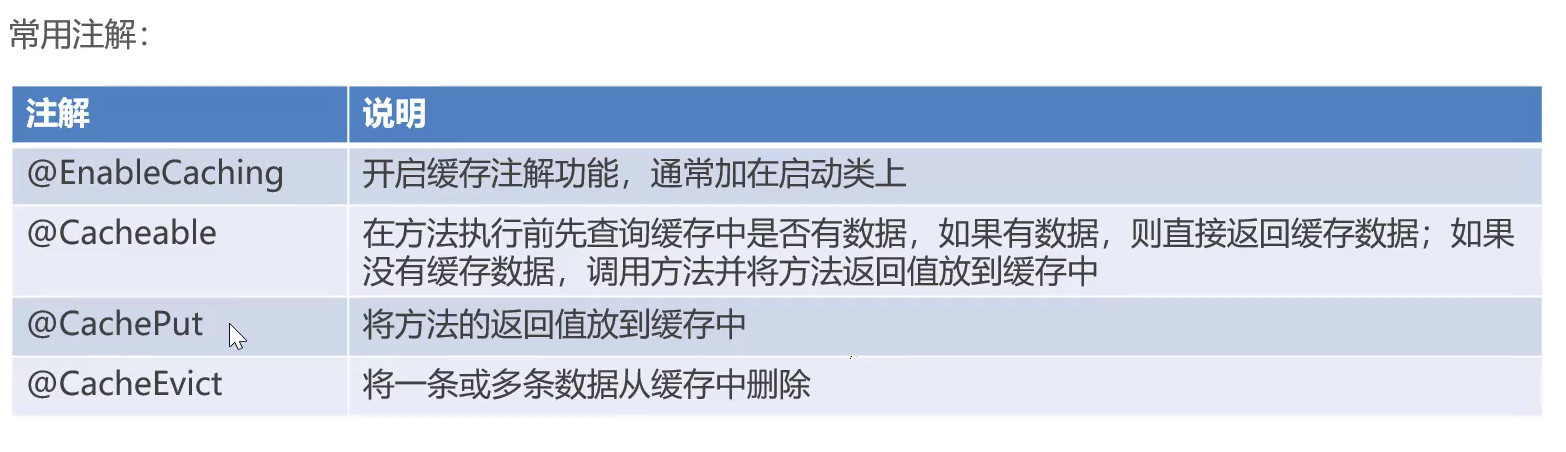 常用注解：
注解 说明
@EnableCaching 开启缓存注解功能，通常加在启动类上
@Cacheable 在方法执行前先查询缓存中是否有数据，如果有数据，则直接返回缓存数据；如果
没有缓存数据，调用方法并将方法返回值放到缓存中
@CachePut 将方法的返回值放到缓存中
@CacheEvict 将一条或多条数据从缓存中删除